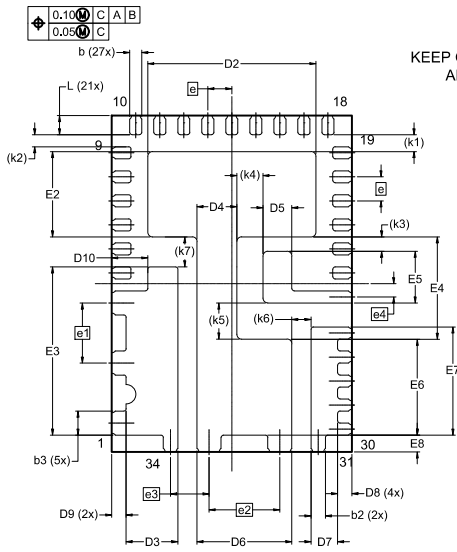 0.10 M C A B
0.05 M C
b (27x)
D2
KEEP
L (21x)
e
10
18
9
19
(k2)
(k1)
(k4)
e
E2
D4
D5
(k3)
D10
(k7)
E5
E4
e1
(k5)
(k6)
e4
E3
E6
E7
1
30
E8
b3 (5x)
34
31
e3
e2
D8 (4x)
D9 (2x)
b2 (2x)
D3
D6
D7